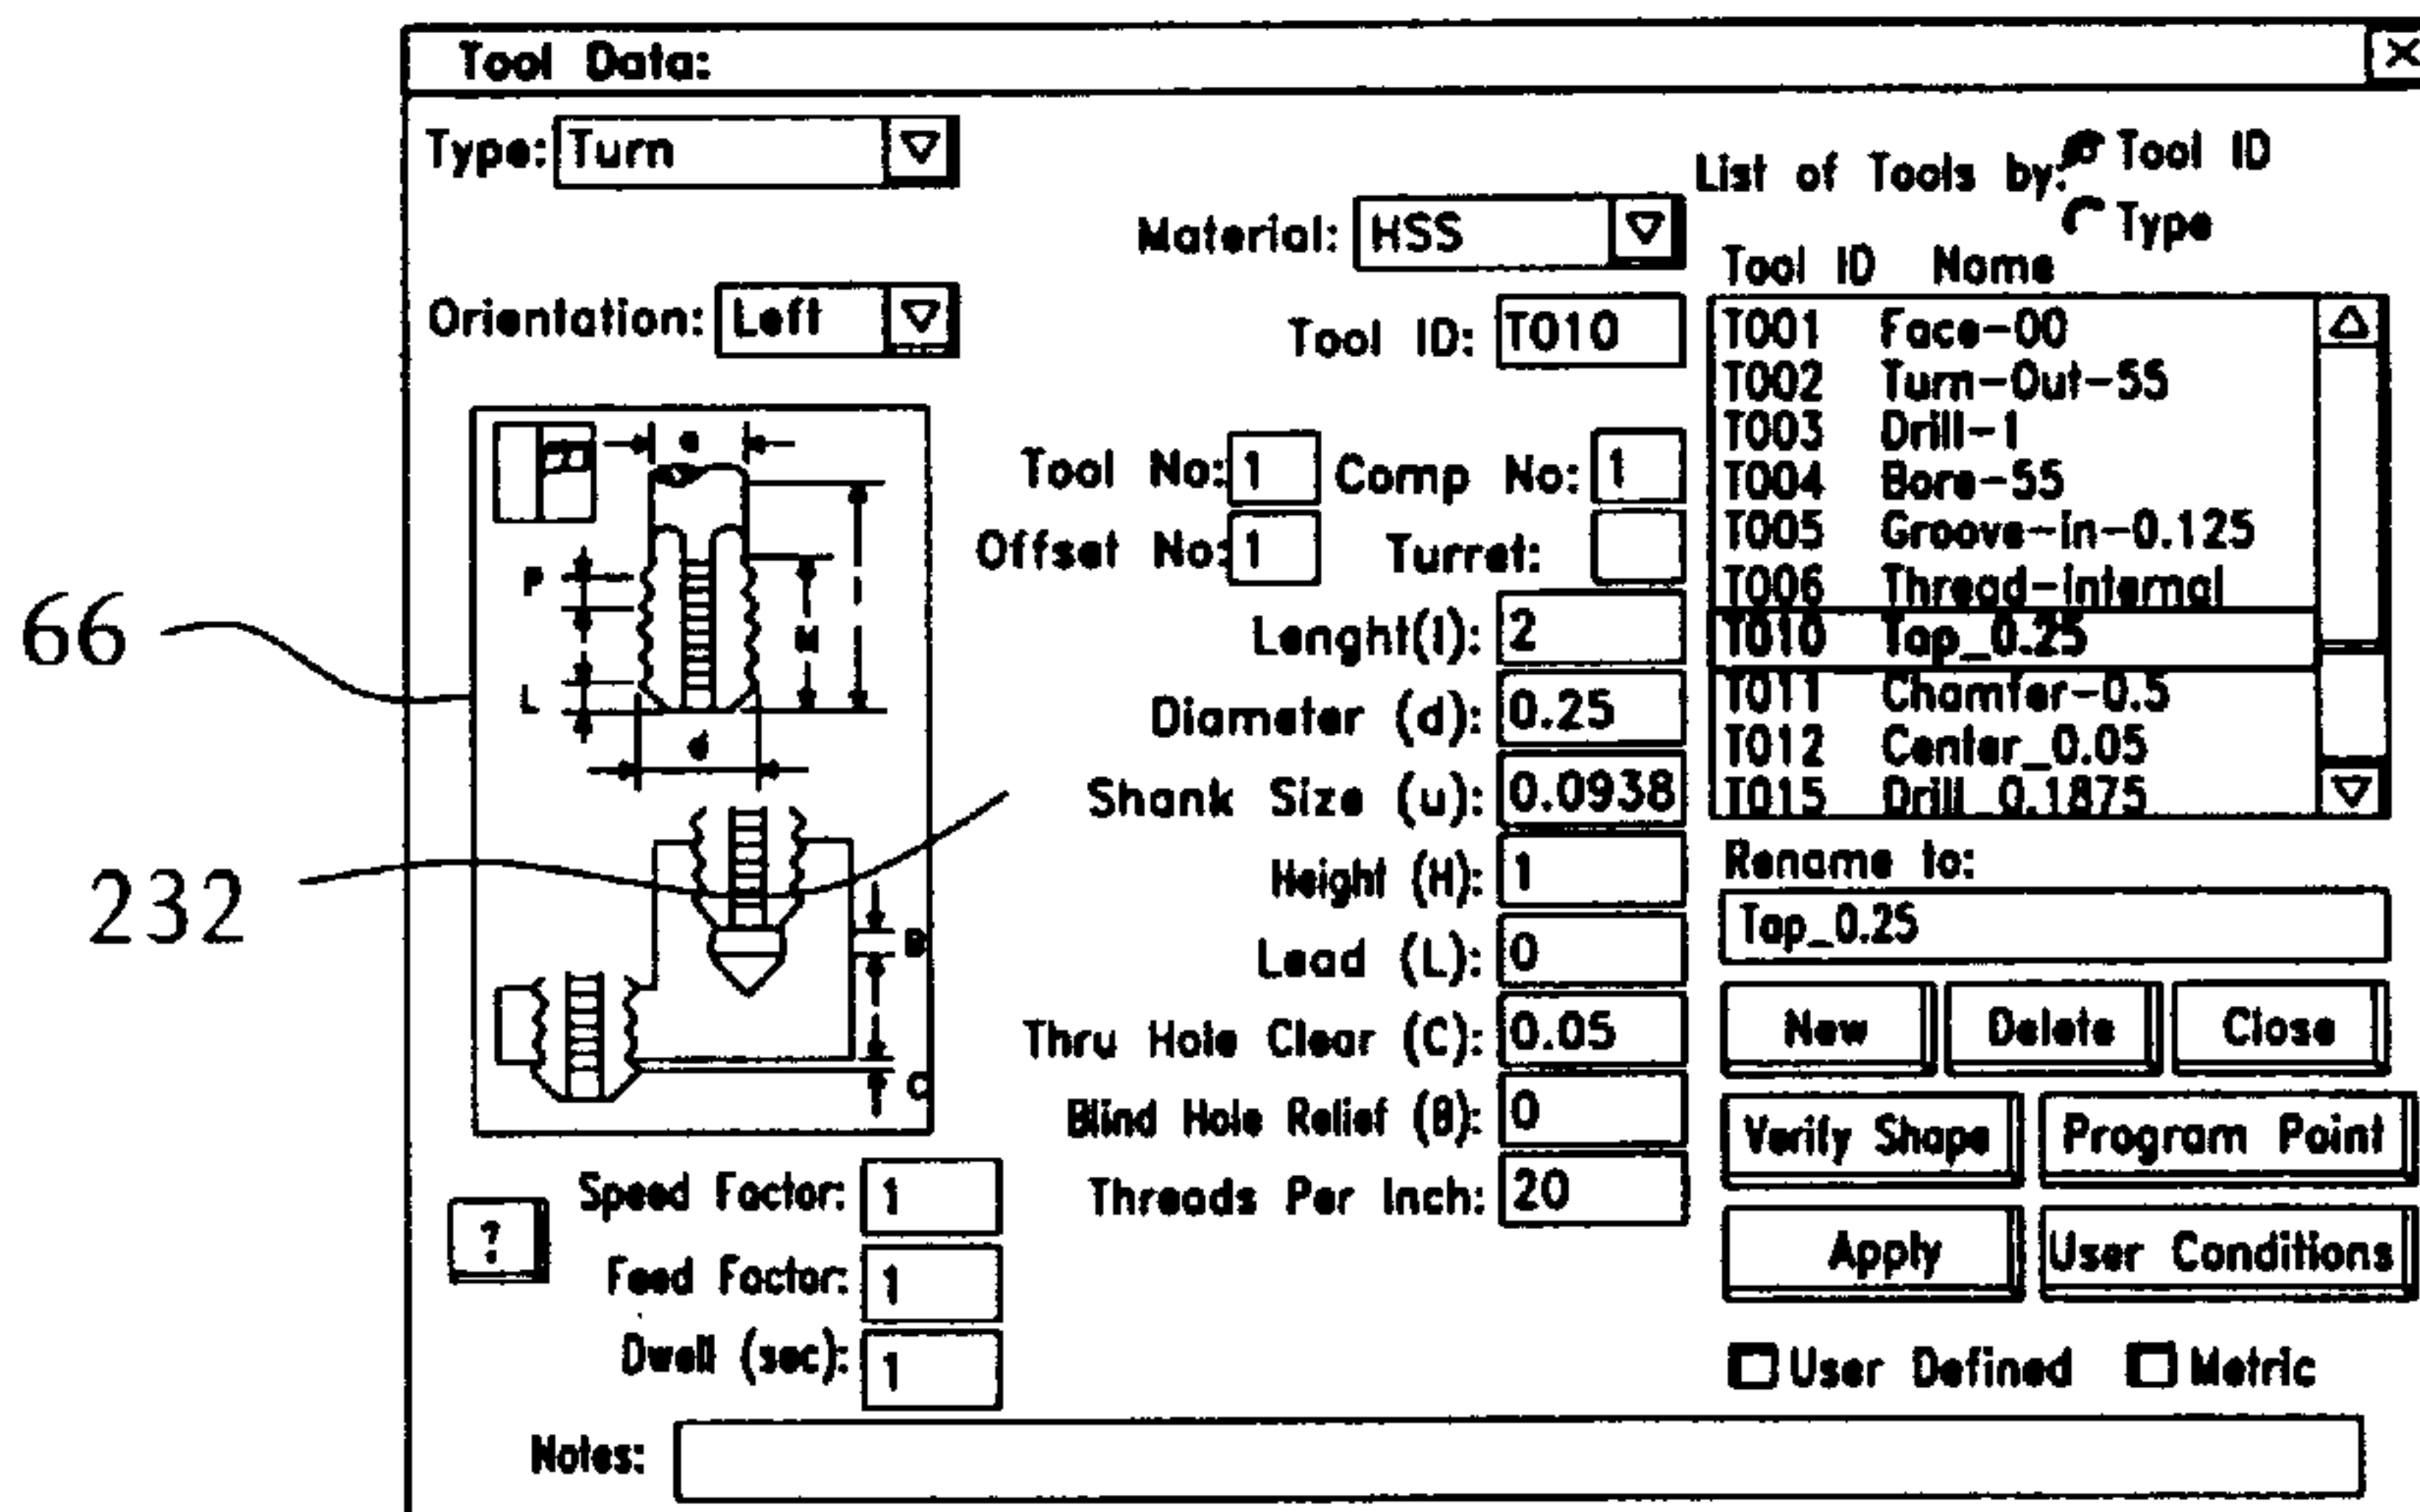 Tool Data:
Type: Turn
List of Tools by: Tool ID
Type
Material: HSS
Tool ID Name
Orientation: Left
Tool ID: T010
T001 Face-00
T002 Turn-Out-55
T003 Drill-1
T004 Bore-55
T005 Groove-in-0.125
T006 Thread-internal
T010 Tap_0.25
T011 Chamfer-0.5
T012 Center_0.05
T015 Drill_0.1875
Tool No: 1 Comp No: 1
Offset No: 1 Turret:
Lenght(l): 2
Diameter (d): 0.25
Shank Size (u): 0.0938
Height (H): 1
Lead (L): 0
Thru Hole Clear (C): 0.05
Blind Hole Relief (B): 0
Threads Per Inch: 20
P
L
d
B
C
66
232
Rename to:
Tap_0.25
New Delete Close
Verify Shape Program Point
Apply User Conditions
?
Speed Factor: 1
Feed Factor: 1
Dwell (sec): 1
User Defined Metric
Notes: